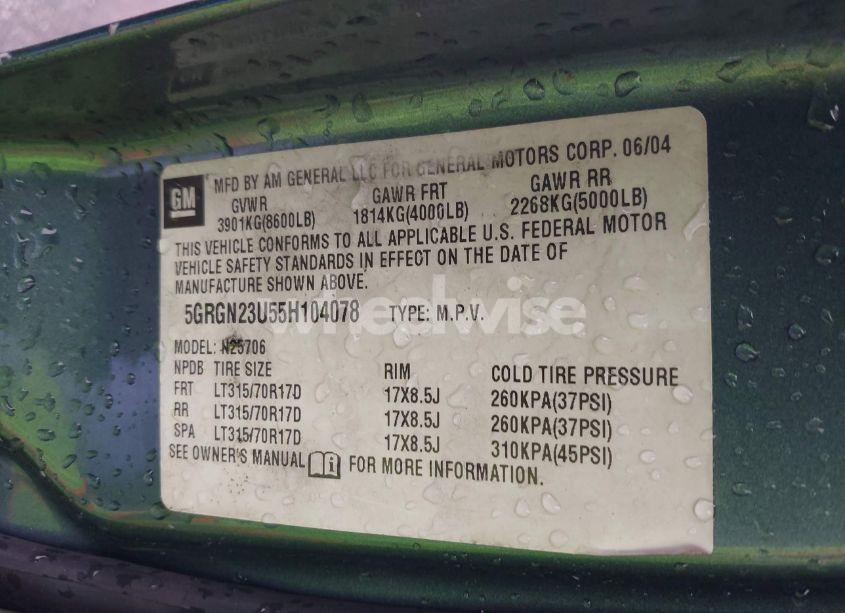 GM
MFD BY AM GENERAL LLC FOR GENERAL MOTORS CORP. 06/04
GVWR GAWR FRT GAWR RR
3901KG(8600LB) 1814KG(4000LB) 2268KG(5000LB)
THIS VEHICLE CONFORMS TO ALL APPLICABLE U.S. FEDERAL MOTOR
VEHICLE SAFETY STANDARDS IN EFFECT ON THE DATE OF
MANUFACTURE SHOWN ABOVE.
5GRGN23U55H104078 TYPE: M.P.V.
wheelwise
MODEL: N25706
NPDB TIRE SIZE RIM COLD TIRE PRESSURE
FRT LT315/70R17D 17X8.5J 260KPA(37PSI)
RR LT315/70R17D 17X8.5J 260KPA(37PSI)
SPA LT315/70R17D 17X8.5J 310KPA(45PSI)
SEE OWNER'S MANUAL i FOR MORE INFORMATION.